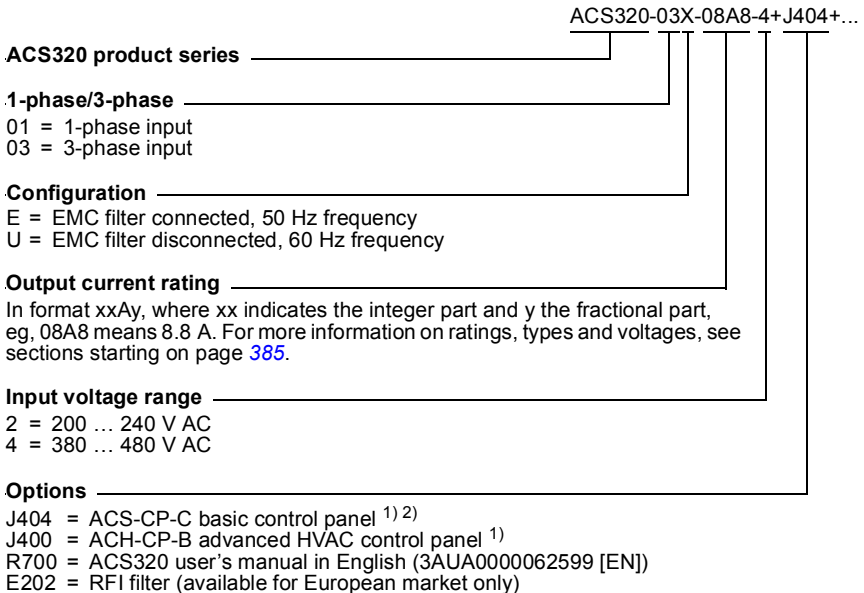 ACS320-03X-08A8-4+J404+...
ACS320 product series
1-phase/3-phase
01 = 1-phase input
03 = 3-phase input
Configuration
E = EMC filter connected, 50 Hz frequency
U = EMC filter disconnected, 60 Hz frequency
Output current rating
In format xxAy, where xx indicates the integer part and y the fractional part,
eg, 08A8 means 8.8 A. For more information on ratings, types and voltages, see
sections starting on page 385.
Input voltage range
2 = 200 … 240 V AC
4 = 380 … 480 V AC
Options
J404 = ACS-CP-C basic control panel 1) 2)
J400 = ACH-CP-B advanced HVAC control panel 1)
R700 = ACS320 user's manual in English (3AUA0000062599 [EN])
E202 = RFI filter (available for European market only)